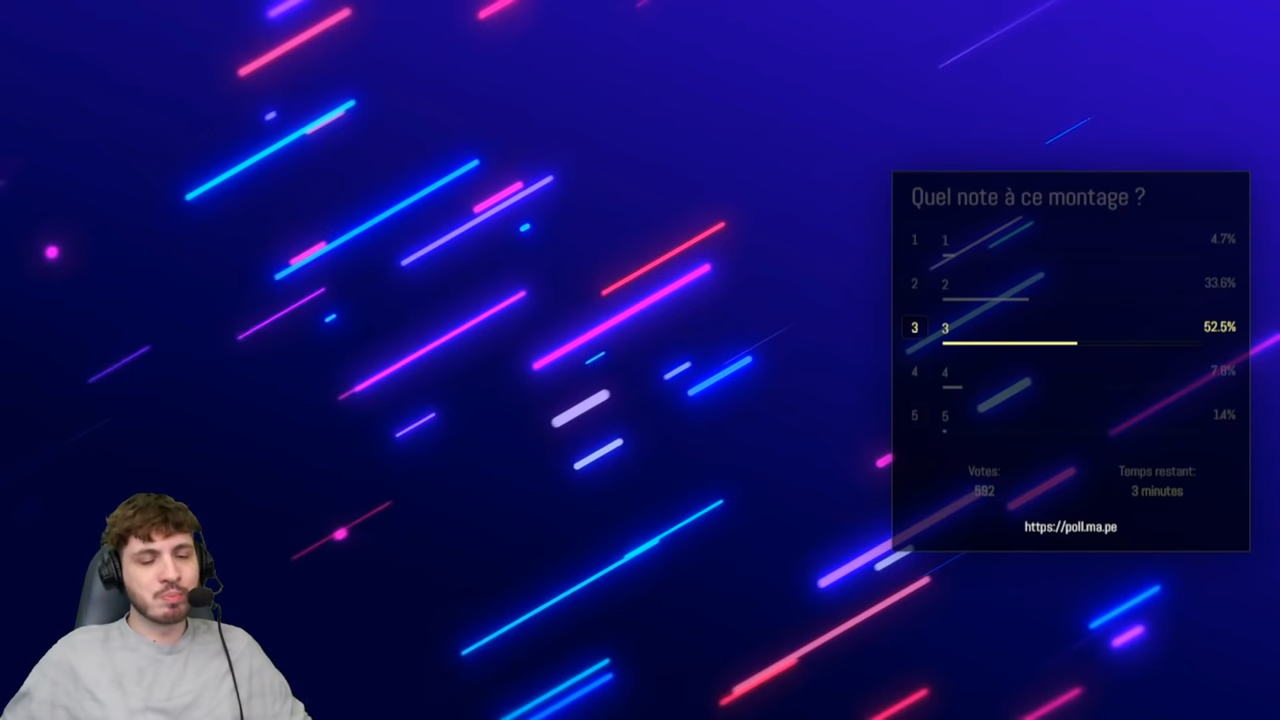 Quel note à ce montage ?
1 1 4.7%
2 2 33.6%
3 3 52.5%
4 4 7.8%
5 5 1.4%
Votes: Temps restant:
592 3 minutes
https://poll.ma.pe